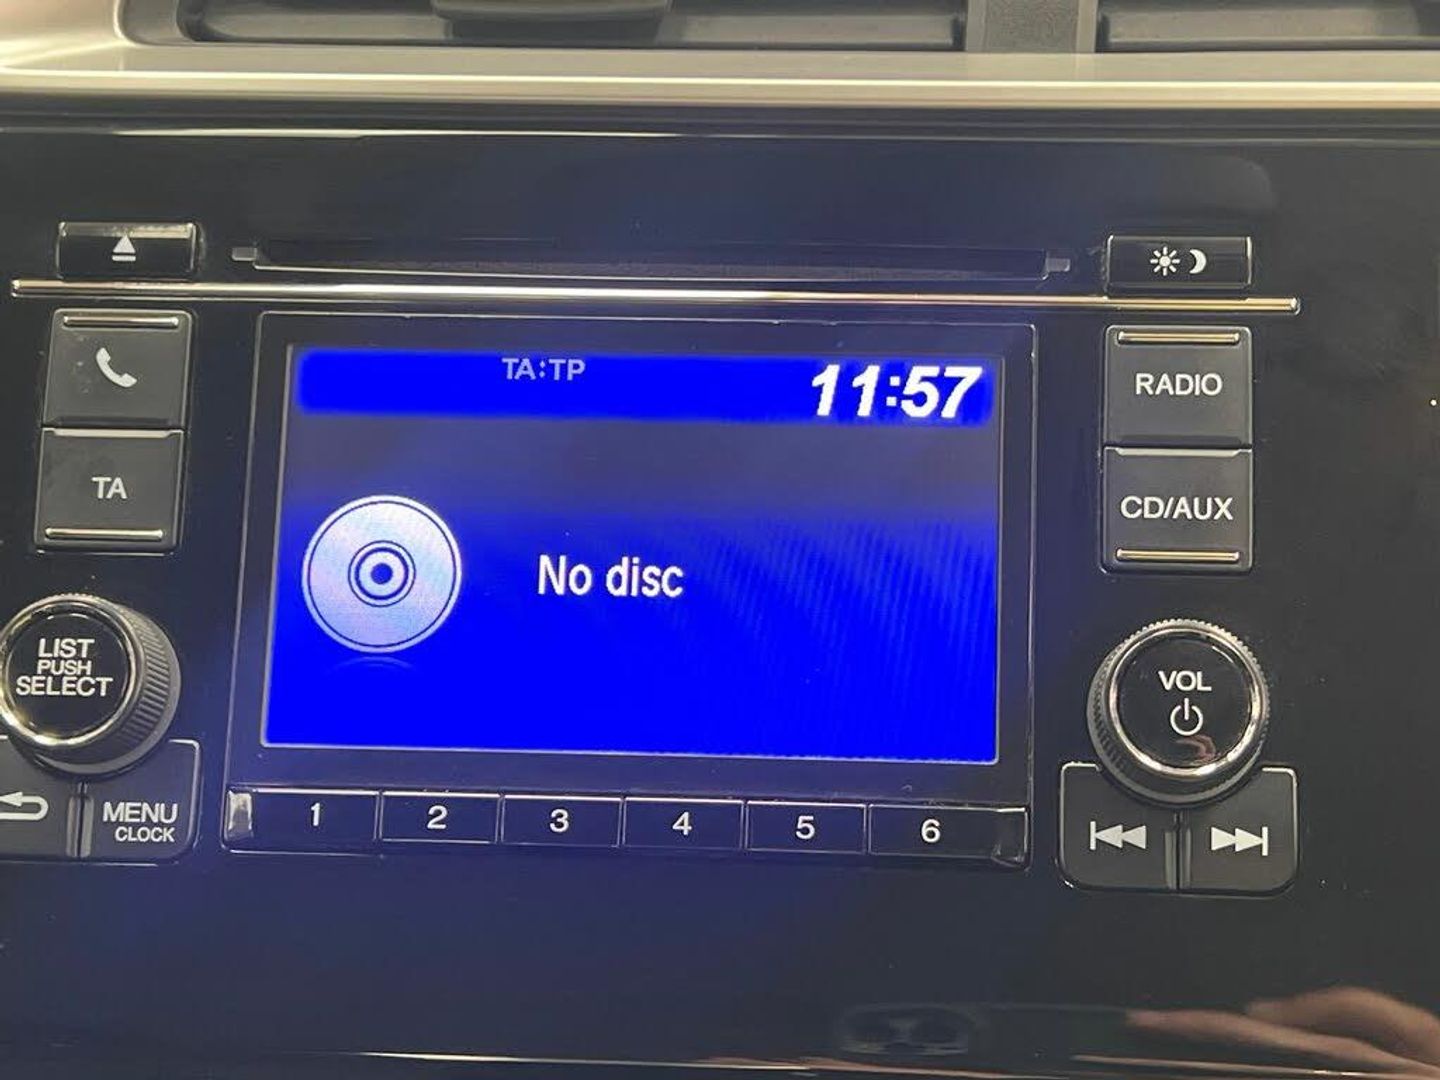 TA:TP
11:57
RADIO
TA
CD/AUX
No disc
LIST
PUSH
SELECT
VOL
MENU
CLOCK
1 2 3 4 5 6